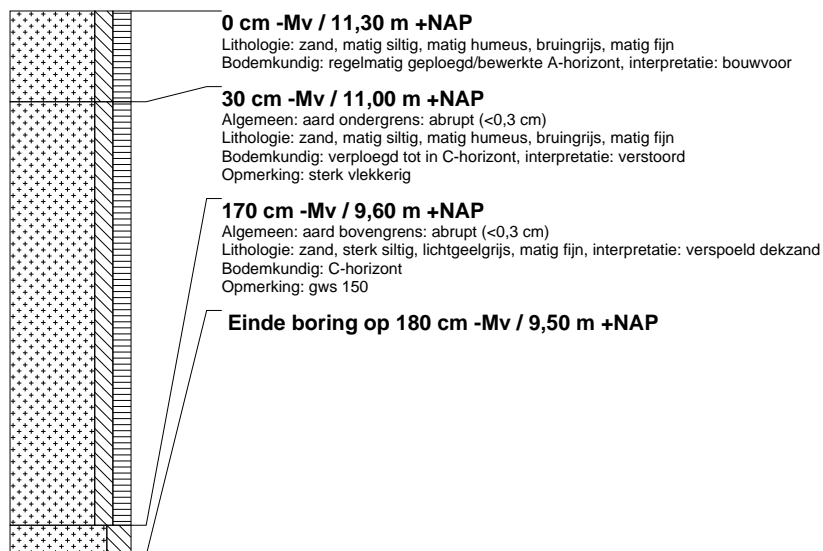 0 cm -Mv / 11,30 m +NAP
Lithologie: zand, matig siltig, matig humeus, bruingrijs, matig fijn
Bodemkundig: regelmatig geploegd/bewerkte A-horizont, interpretatie: bouwvoor
30 cm -Mv / 11,00 m +NAP
Algemeen: aard ondergrens: abrupt (<0,3 cm)
Lithologie: zand, matig siltig, matig humeus, bruingrijs, matig fijn
Bodemkundig: verploegd tot in C-horizont, interpretatie: verstoord
Opmerking: sterk vlekkerig
170 cm -Mv / 9,60 m +NAP
Algemeen: aard bovengrens: abrupt (<0,3 cm)
Lithologie: zand, sterk siltig, lichtgeelgrijs, matig fijn, interpretatie: verspoeld dekzand
Bodemkundig: C-horizont
Opmerking: gws 150
Einde boring op 180 cm -Mv / 9,50 m +NAP